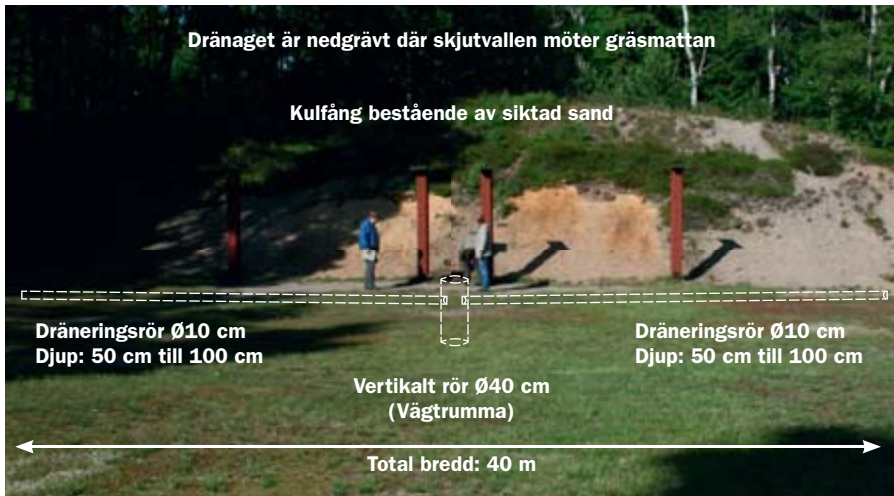 Dränaget är nedgrävt där skjutvallen möter gräsmattan
Kulfång bestående av siktad sand
Dräneringsrör Ø10 cm
Djup: 50 cm till 100 cm
Dräneringsrör Ø10 cm
Djup: 50 cm till 100 cm
Vertikalt rör Ø40 cm
(Vägtrumma)
Total bredd: 40 m